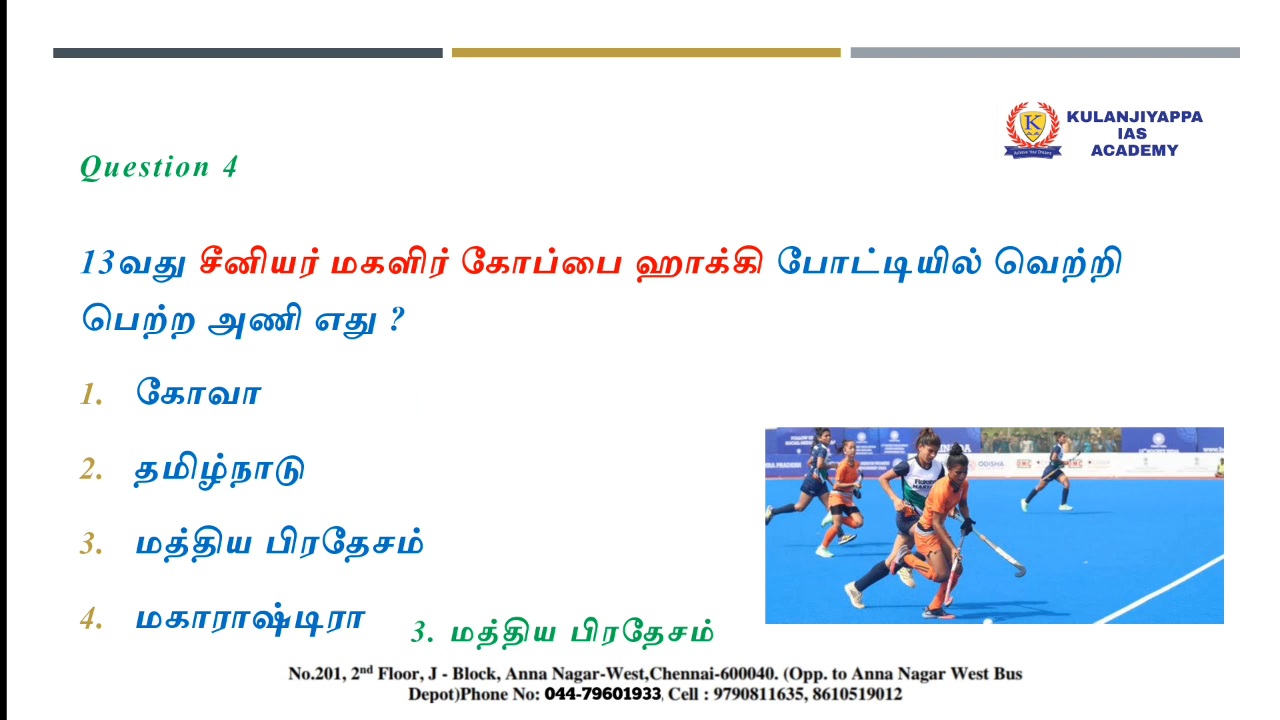 KULANJIYAPPA
IAS
ACADEMY
Question 4
13வது சீனியர் மகளிர் கோப்பை ஹாக்கி போட்டியில் வெற்றி
பெற்ற அணி எது ?
1. கோவா
2. தமிழ்நாடு
3. மத்திய பிரதேசம்
4. மகாராஷ்டிரா
3. மத்திய பிரதேசம்
No.201, 2nd Floor, J - Block, Anna Nagar-West,Chennai-600040. (Opp. to Anna Nagar West Bus
Depot)Phone No: 044-79601933, Cell : 9790811635, 8610519012